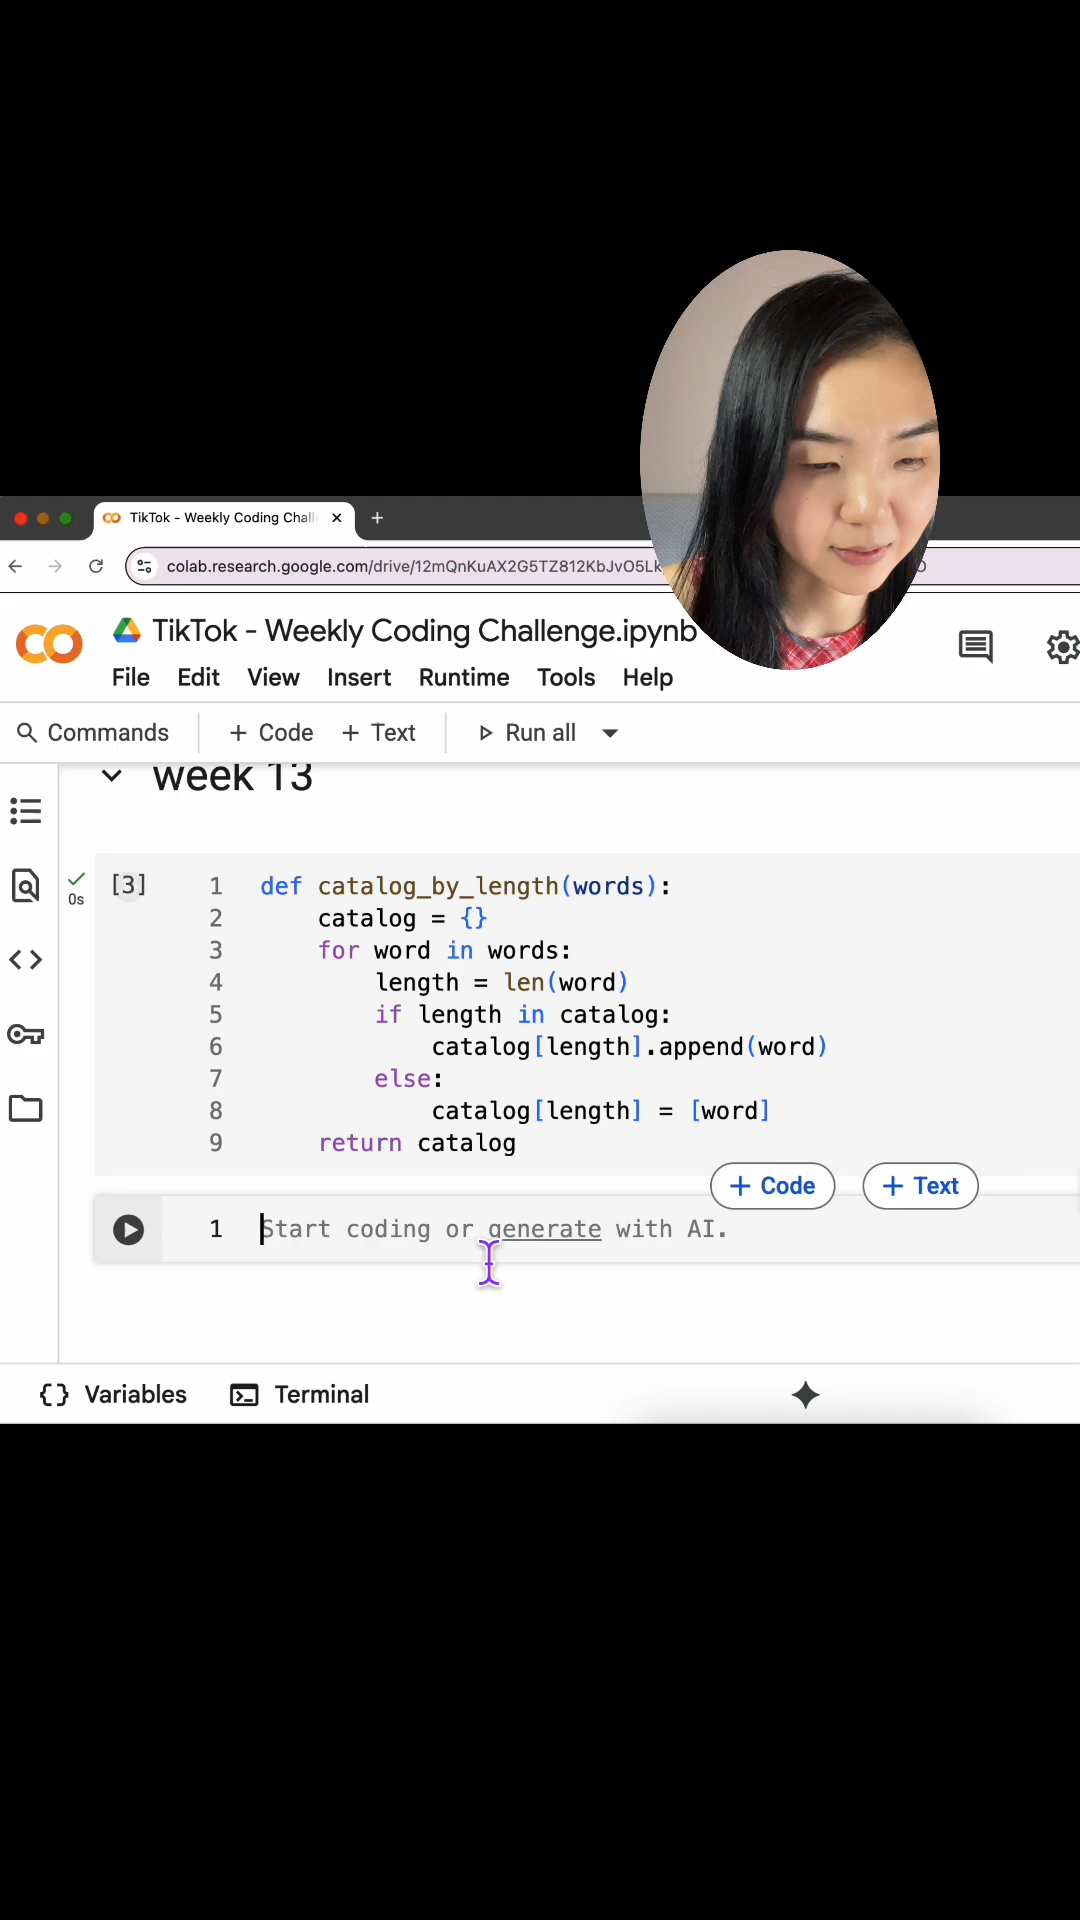 TikTok - Weekly Coding Chall
colab.research.google.com/drive/12mQnKuAX2G5TZ812KbJvO5Lk
TikTok - Weekly Coding Challenge.ipynb
File Edit View Insert Runtime Tools Help
Commands + Code + Text Run all
week 13
[3]
0s
1 def catalog_by_length(words):
2 catalog = {}
3 for word in words:
4 length = len(word)
5 if length in catalog:
6 catalog[length].append(word)
7 else:
8 catalog[length] = [word]
9 return catalog
+ Code + Text
1 Start coding or generate with AI.
{} Variables Terminal